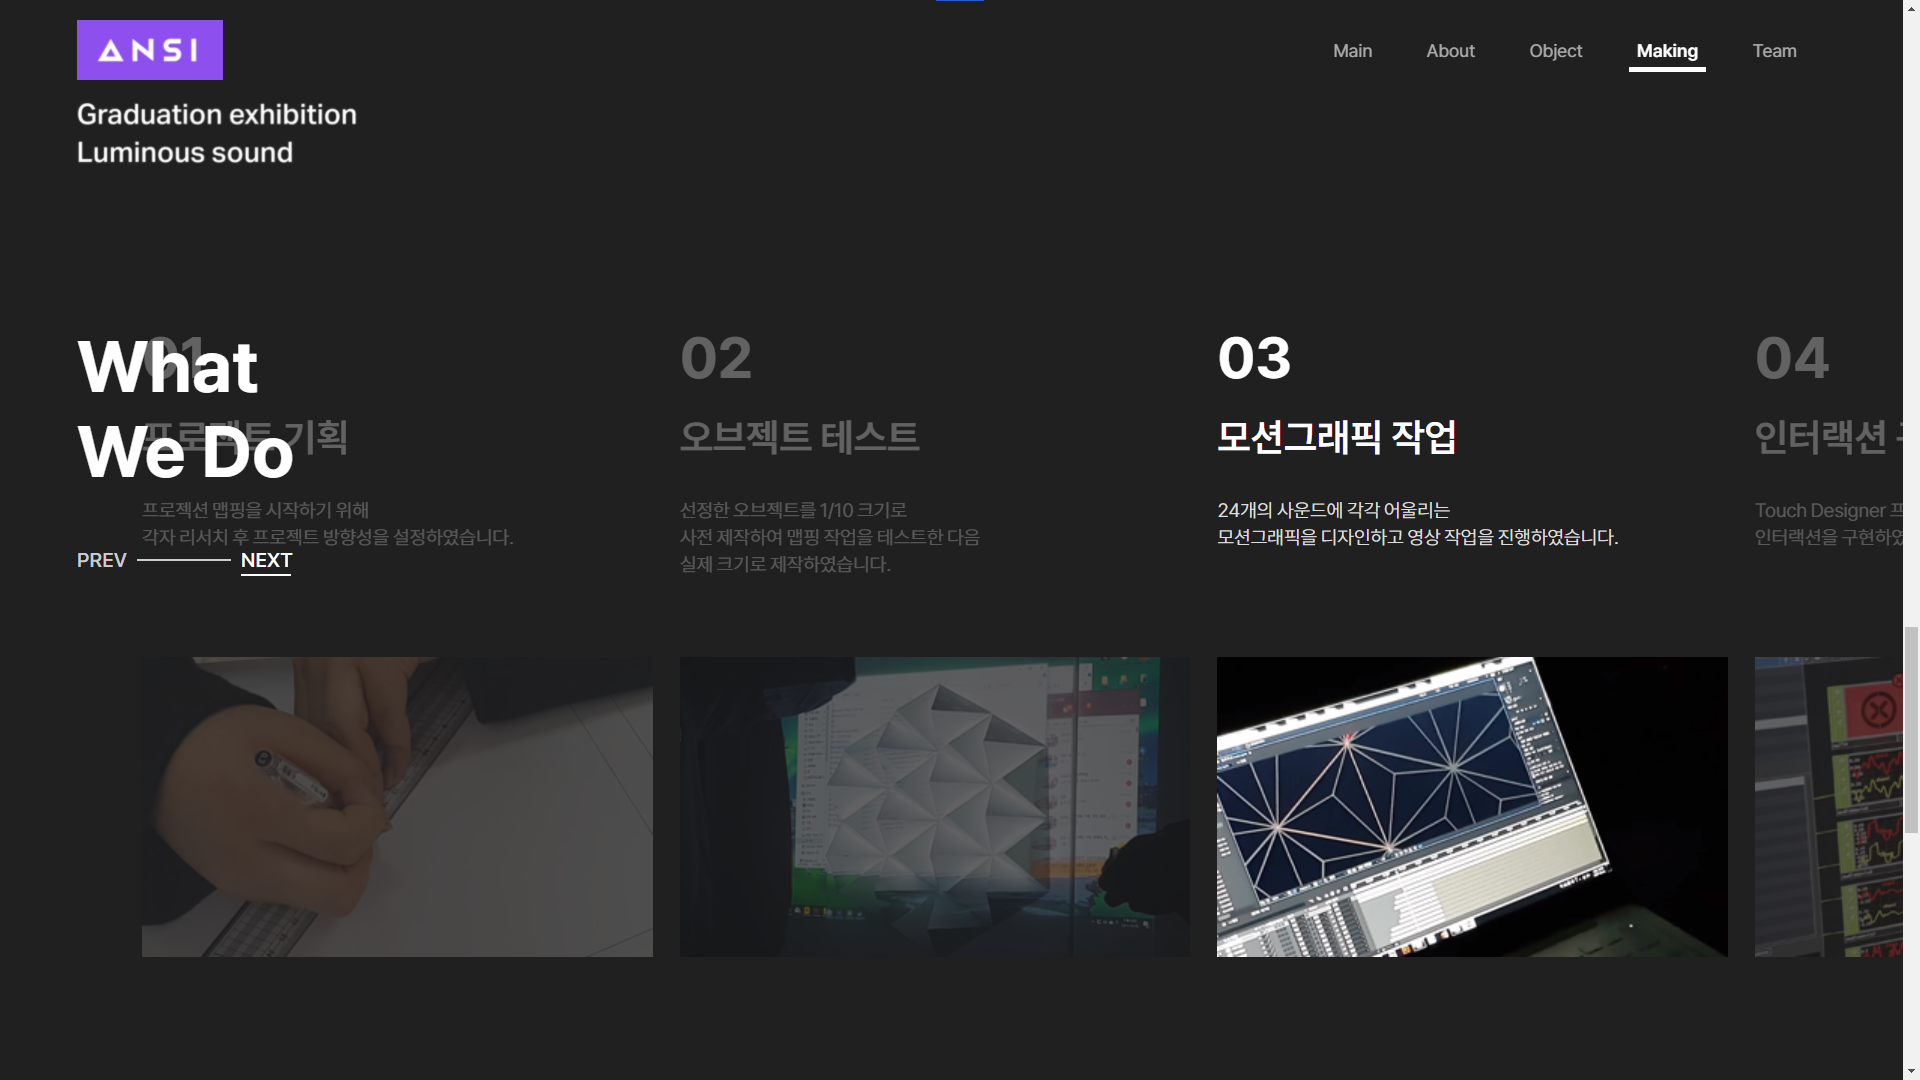 ANSI
Main
About
Object
Making
Team
Graduation exhibition
Luminous sound
What
We Do
PREV
NEXT
01
프로젝트 기획
프로젝션 맵핑을 시작하기 위해
각자 리서치 후 프로젝트 방향성을 설정하였습니다.
02
오브젝트 테스트
선정한 오브젝트를 1/10 크기로
사전 제작하여 맵핑 작업을 테스트한 다음
실제 크기로 제작하였습니다.
03
모션그래픽 작업
24개의 사운드에 각각 어울리는
모션그래픽을 디자인하고 영상 작업을 진행하였습니다.
04
인터랙션
Touch Designer
인터랙션을